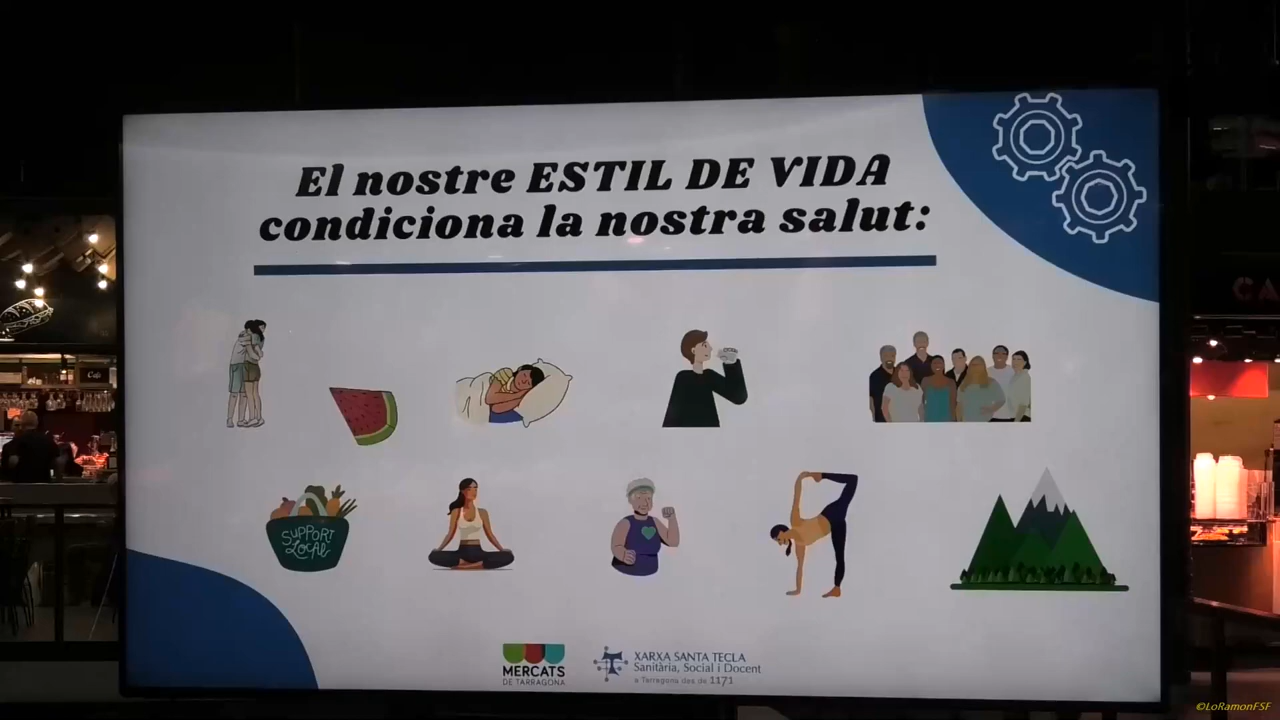 El nostre ESTIL DE VIDA
condiciona la nostra salut:
SUPPORT
Local
MERCATS
DE TARRAGONA
XARXA SANTA TECLA
Sanitària, Social i Docent
a Tarragona des de 1171
Cafè
CA
©LoRamonFSF